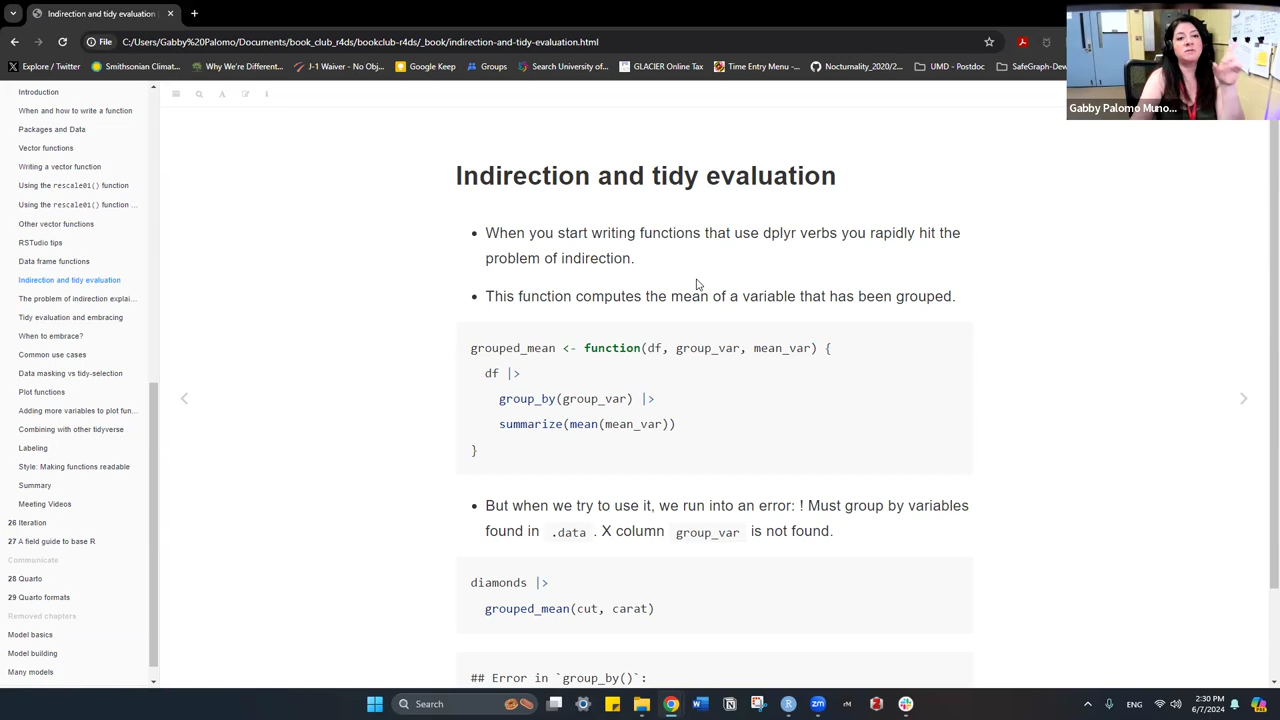 Indirection and tidy evaluation
File
C:/Users/Gabby%20Palomo/Documents/book_club_r4ds/bookclub-r4ds/_book/indirection-and-tidy-evaluation.html
Explore / Twitter
Smithsonian Climat...
Why We're Different...
J-1 Waiver - No Obj...
Google Keep
Chunking it out — S...
GLACIER Online Tax
Time Entry Menu -...
Nocturnality_2020/2...
UMD - Postdoc
SafeGraph-Dewe
Gabby Palomo Muno...
Introduction
When and how to write a function
Packages and Data
Vector functions
Writing a vector function
Using the rescale01() function
Using the rescale01() function ...
Other vector functions
RSTudio tips
Data frame functions
Indirection and tidy evaluation
The problem of indirection explai...
Tidy evaluation and embracing
When to embrace?
Common use cases
Data masking vs tidy-selection
Plot functions
Adding more variables to plot fun...
Combining with other tidyverse
Labeling
Style: Making functions readable
Summary
Meeting Videos
26 Iteration
27 A field guide to base R
Communicate
28 Quarto
29 Quarto formats
Removed chapters
Model basics
Model building
Many models
Indirection and tidy evaluation
• When you start writing functions that use dplyr verbs you rapidly hit the
problem of indirection.
• This function computes the mean of a variable that has been grouped.
grouped_mean <- function(df, group_var, mean_var) {
df |>
group_by(group_var) |>
summarize(mean(mean_var))
}
• But when we try to use it, we run into an error: ! Must group by variables
found in .data . X column group_var is not found.
diamonds |>
grouped_mean(cut, carat)
## Error in `group_by()`:
Search
ENG
2:30 PM
6/7/2024